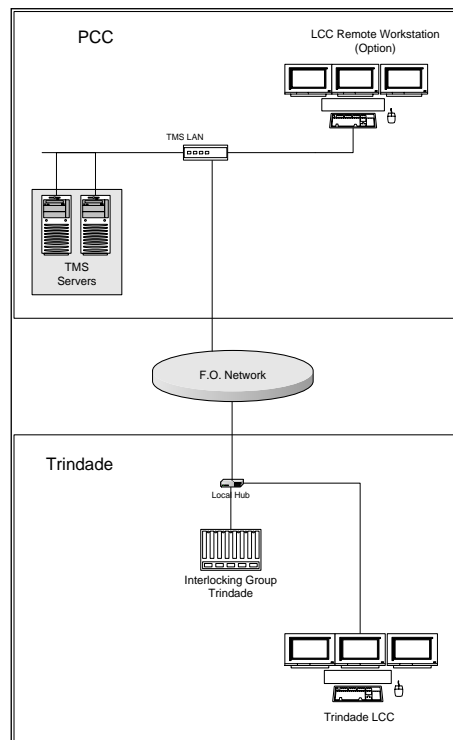 PCC
LCC Remote Workstation
(Option)
TMS LAN
TMS
Servers
F.O. Network
Trindade
Local Hub
Interlocking Group
Trindade
Trindade LCC